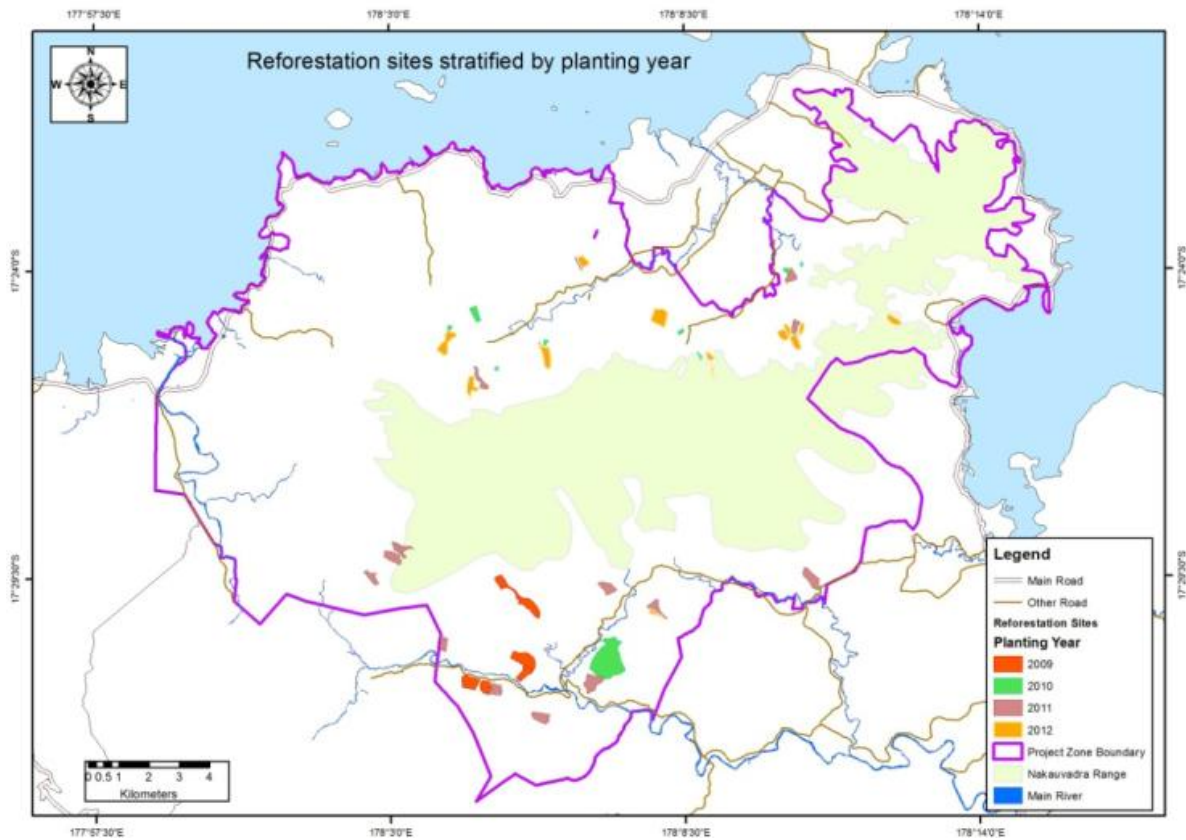 177°57'30"E 178°3'0"E 178°8'30"E 178°14'0"E
N
W E
S
Reforestation sites stratified by planting year
17°24'0"S 17°24'0"S
17°29'30"S 17°29'30"S
Legend
Main Road
Other Road
Reforestation Sites
Planting Year
2009
2010
2011
2012
Project Zone Boundary
Nakauvadra Range
Main River
0 0.5 1 2 3 4
Kilometers
177°57'30"E 178°3'0"E 178°8'30"E 178°14'0"E